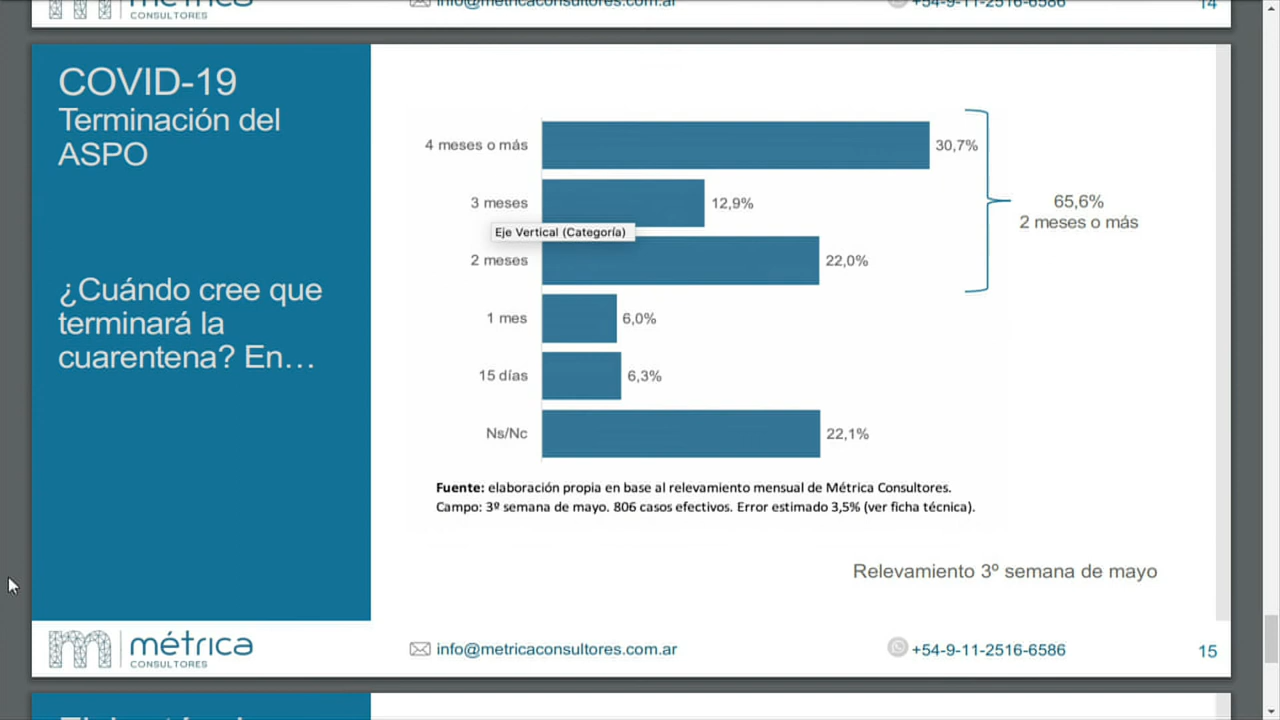 CONSULTORES
info@metricaconsultores.com.ar
+54-9-11-2516-6586
14
COVID-19
Terminación del
ASPO
¿Cuándo cree que
terminará la
cuarentena? En…
4 meses o más
30,7%
3 meses
12,9%
Eje Vertical (Categoría)
2 meses
22,0%
1 mes
6,0%
15 días
6,3%
Ns/Nc
22,1%
65,6%
2 meses o más
Fuente: elaboración propia en base al relevamiento mensual de Métrica Consultores.
Campo: 3º semana de mayo. 806 casos efectivos. Error estimado 3,5% (ver ficha técnica).
Relevamiento 3º semana de mayo
métrica
CONSULTORES
info@metricaconsultores.com.ar
+54-9-11-2516-6586
15